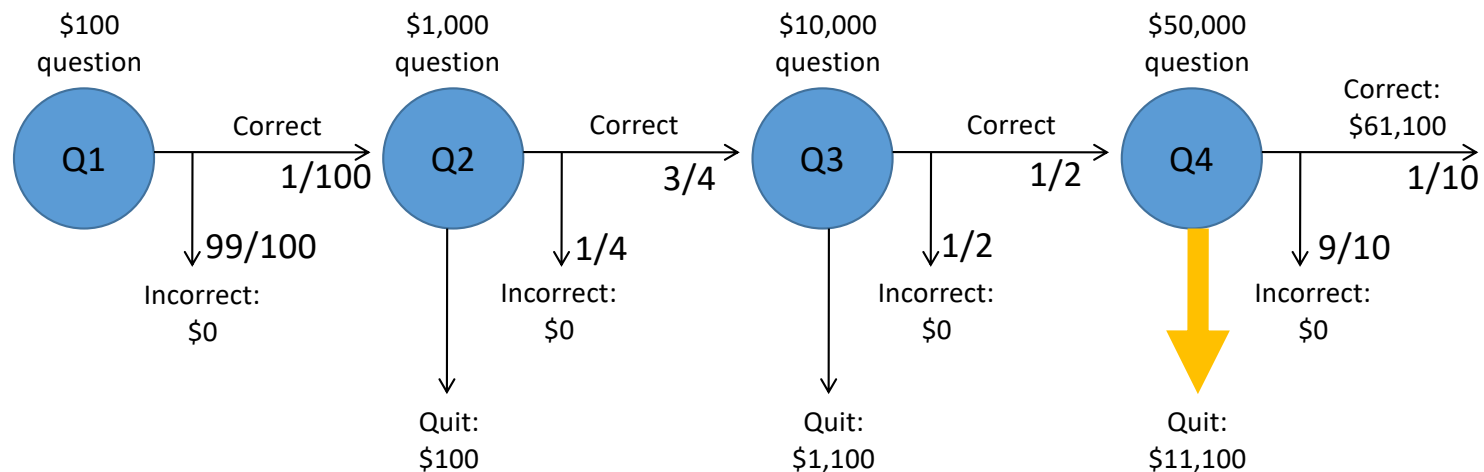 $100
question
$1,000
question
$10,000
question
$50,000
question
Q1
Correct
1/100
99/100
Incorrect:
$0
Q2
Correct
3/4
1/4
Incorrect:
$0
Quit:
$100
Q3
Correct
1/2
1/2
Incorrect:
$0
Quit:
$1,100
Q4
Correct:
$61,100
1/10
9/10
Incorrect:
$0
Quit:
$11,100